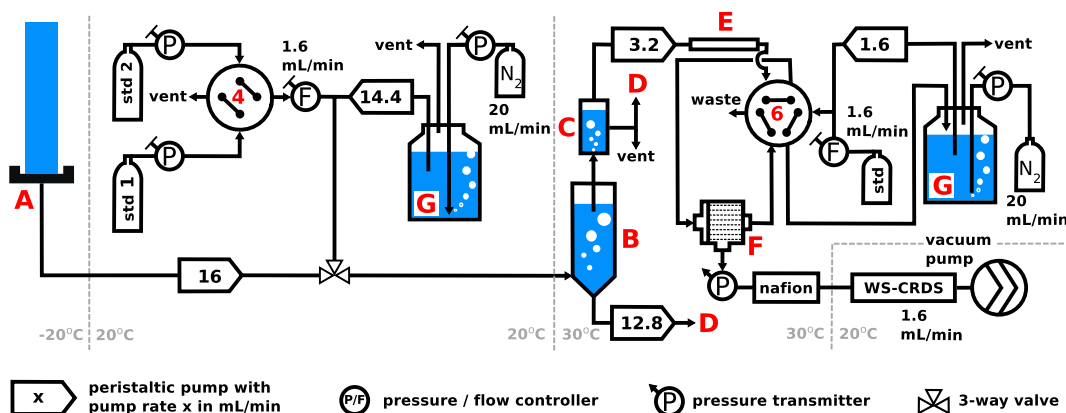 A
-20°C
20°C
std 2
P
std 1
P
vent
4
1.6
mL/min
F
14.4
vent
P
N2
20
mL/min
G
16
20°C
30°C
B
C
D
vent
12.8
D
3.2
E
waste
6
F
P
nafion
1.6
1.6
mL/min
F
std
G
vent
P
N2
20
mL/min
vacuum
pump
WS-CRDS
1.6
mL/min
30°C
20°C
x
peristaltic pump with
pump rate x in mL/min
P/F
pressure / flow controller
P
pressure transmitter
3-way valve